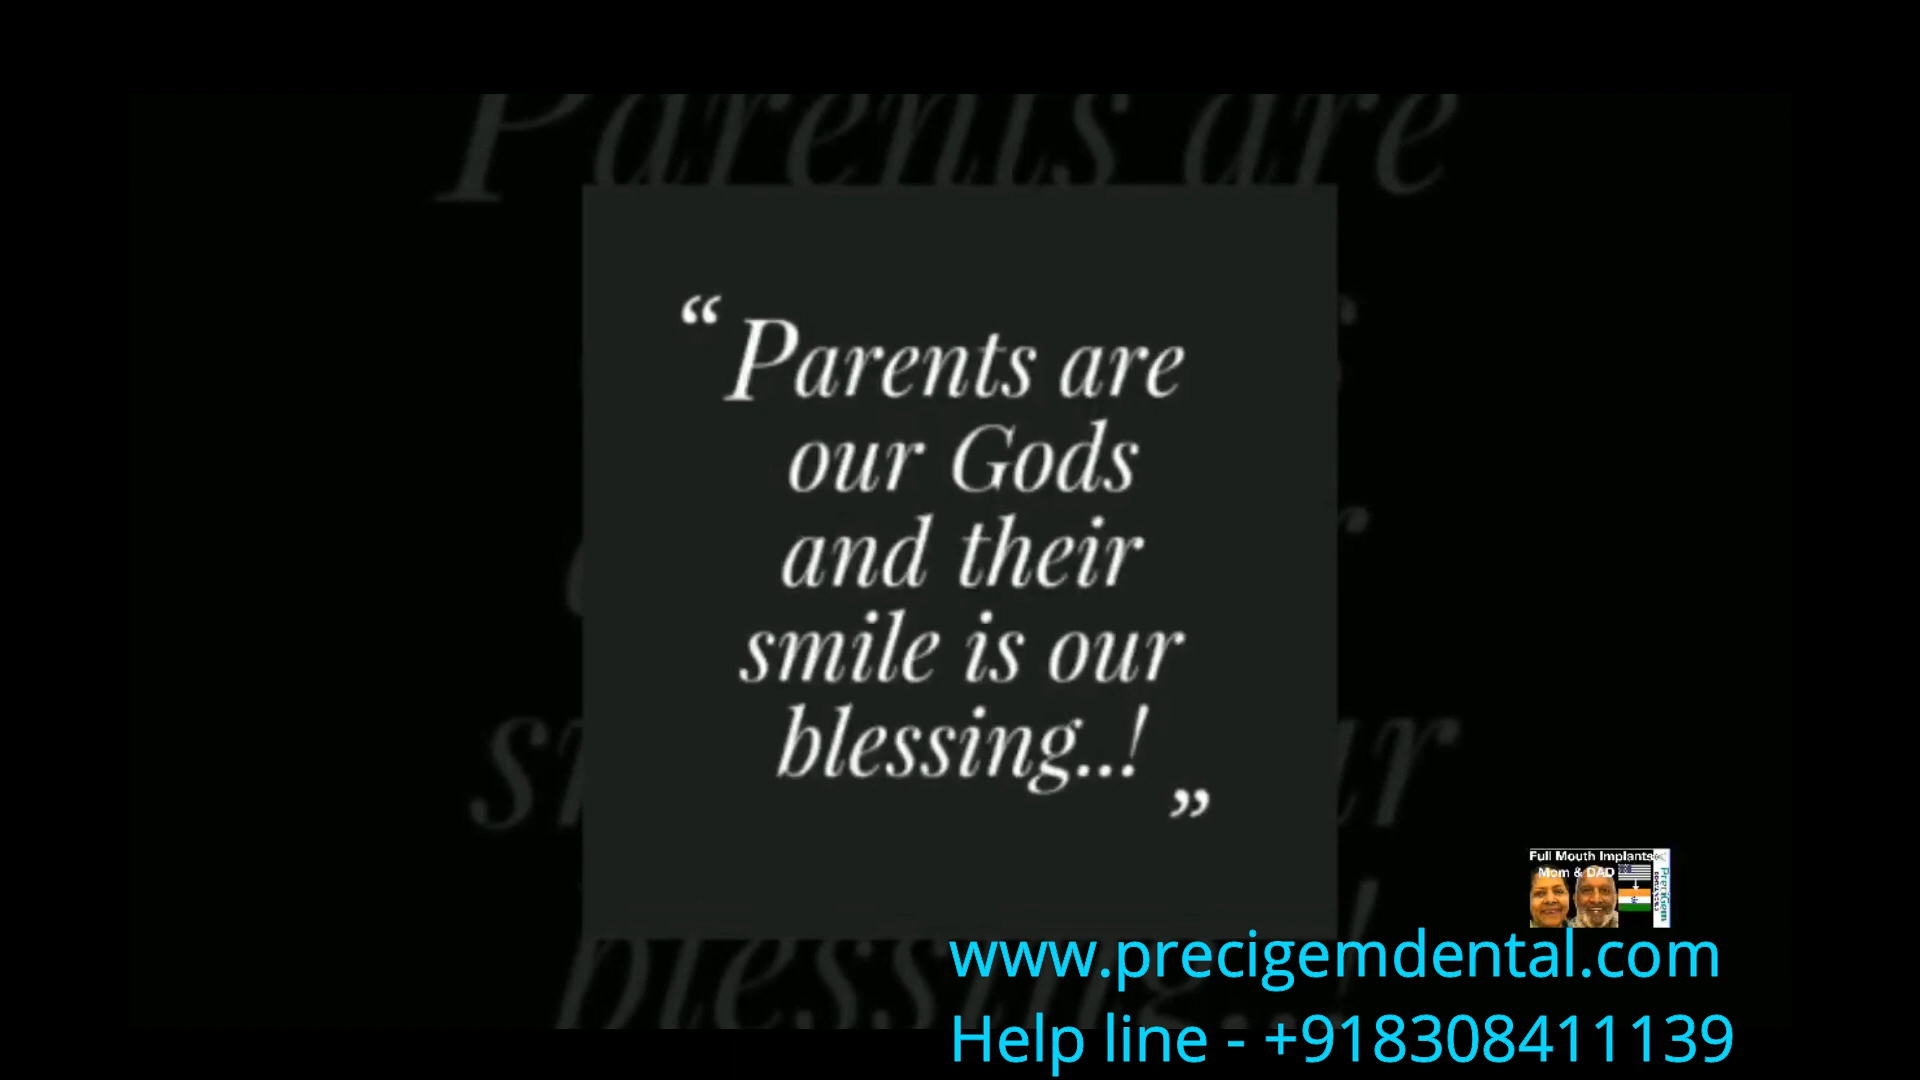 “Parents are
our Gods
and their
smile is our
blessing..!”
Full Mouth Implants
Mom & DAD
PreciGem
www.precigemdental.com
Help line - +918308411139